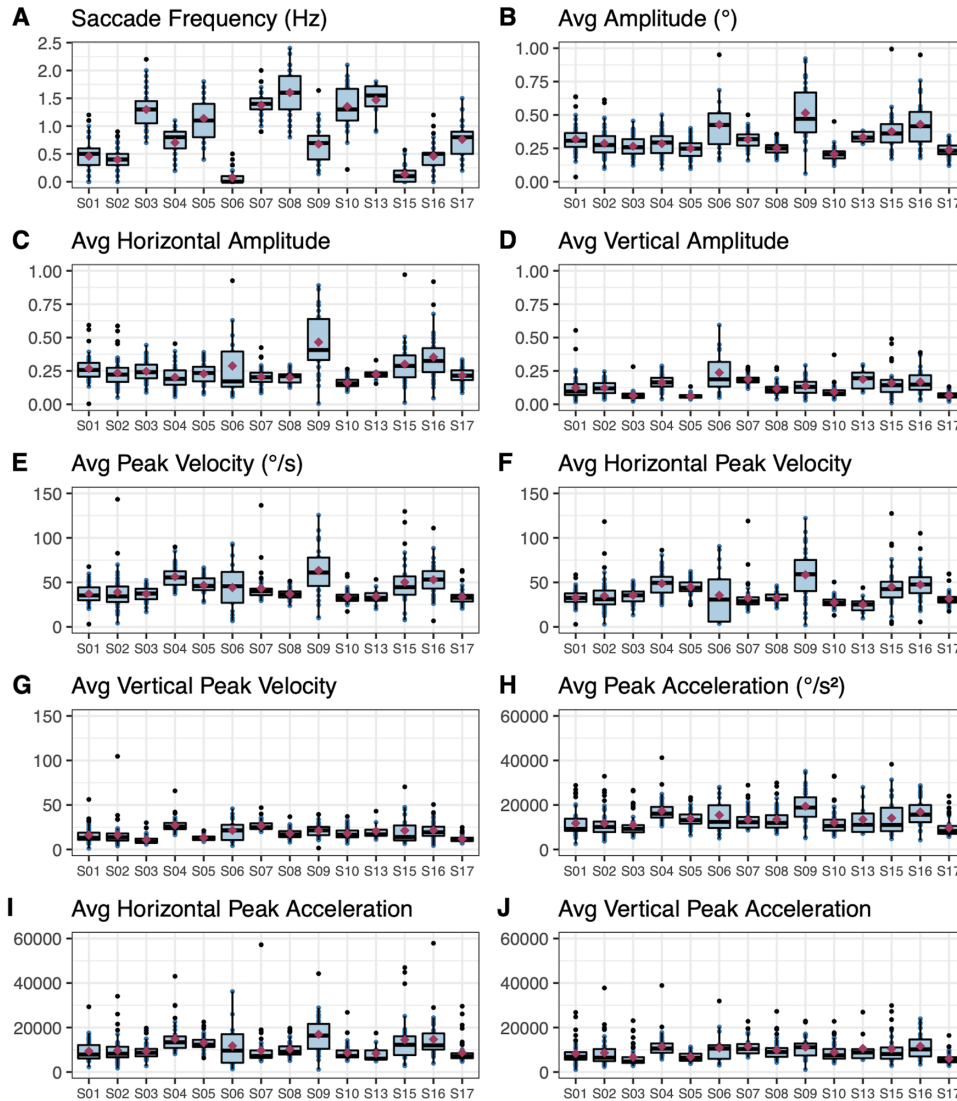 A Saccade Frequency (Hz)
2.5
2.0
1.5
1.0
0.5
0.0
S01 S02 S03 S04 S05 S06 S07 S08 S09 S10 S13 S15 S16 S17
B Avg Amplitude (°)
1.00
0.75
0.50
0.25
0.00
S01 S02 S03 S04 S05 S06 S07 S08 S09 S10 S13 S15 S16 S17
C Avg Horizontal Amplitude
1.00
0.75
0.50
0.25
0.00
S01 S02 S03 S04 S05 S06 S07 S08 S09 S10 S13 S15 S16 S17
D Avg Vertical Amplitude
1.00
0.75
0.50
0.25
0.00
S01 S02 S03 S04 S05 S06 S07 S08 S09 S10 S13 S15 S16 S17
E Avg Peak Velocity (°/s)
150
100
50
0
S01 S02 S03 S04 S05 S06 S07 S08 S09 S10 S13 S15 S16 S17
F Avg Horizontal Peak Velocity
150
100
50
0
S01 S02 S03 S04 S05 S06 S07 S08 S09 S10 S13 S15 S16 S17
G Avg Vertical Peak Velocity
150
100
50
0
S01 S02 S03 S04 S05 S06 S07 S08 S09 S10 S13 S15 S16 S17
H Avg Peak Acceleration (°/s²)
60000
40000
20000
0
S01 S02 S03 S04 S05 S06 S07 S08 S09 S10 S13 S15 S16 S17
I Avg Horizontal Peak Acceleration
60000
40000
20000
0
S01 S02 S03 S04 S05 S06 S07 S08 S09 S10 S13 S15 S16 S17
J Avg Vertical Peak Acceleration
60000
40000
20000
0
S01 S02 S03 S04 S05 S06 S07 S08 S09 S10 S13 S15 S16 S17